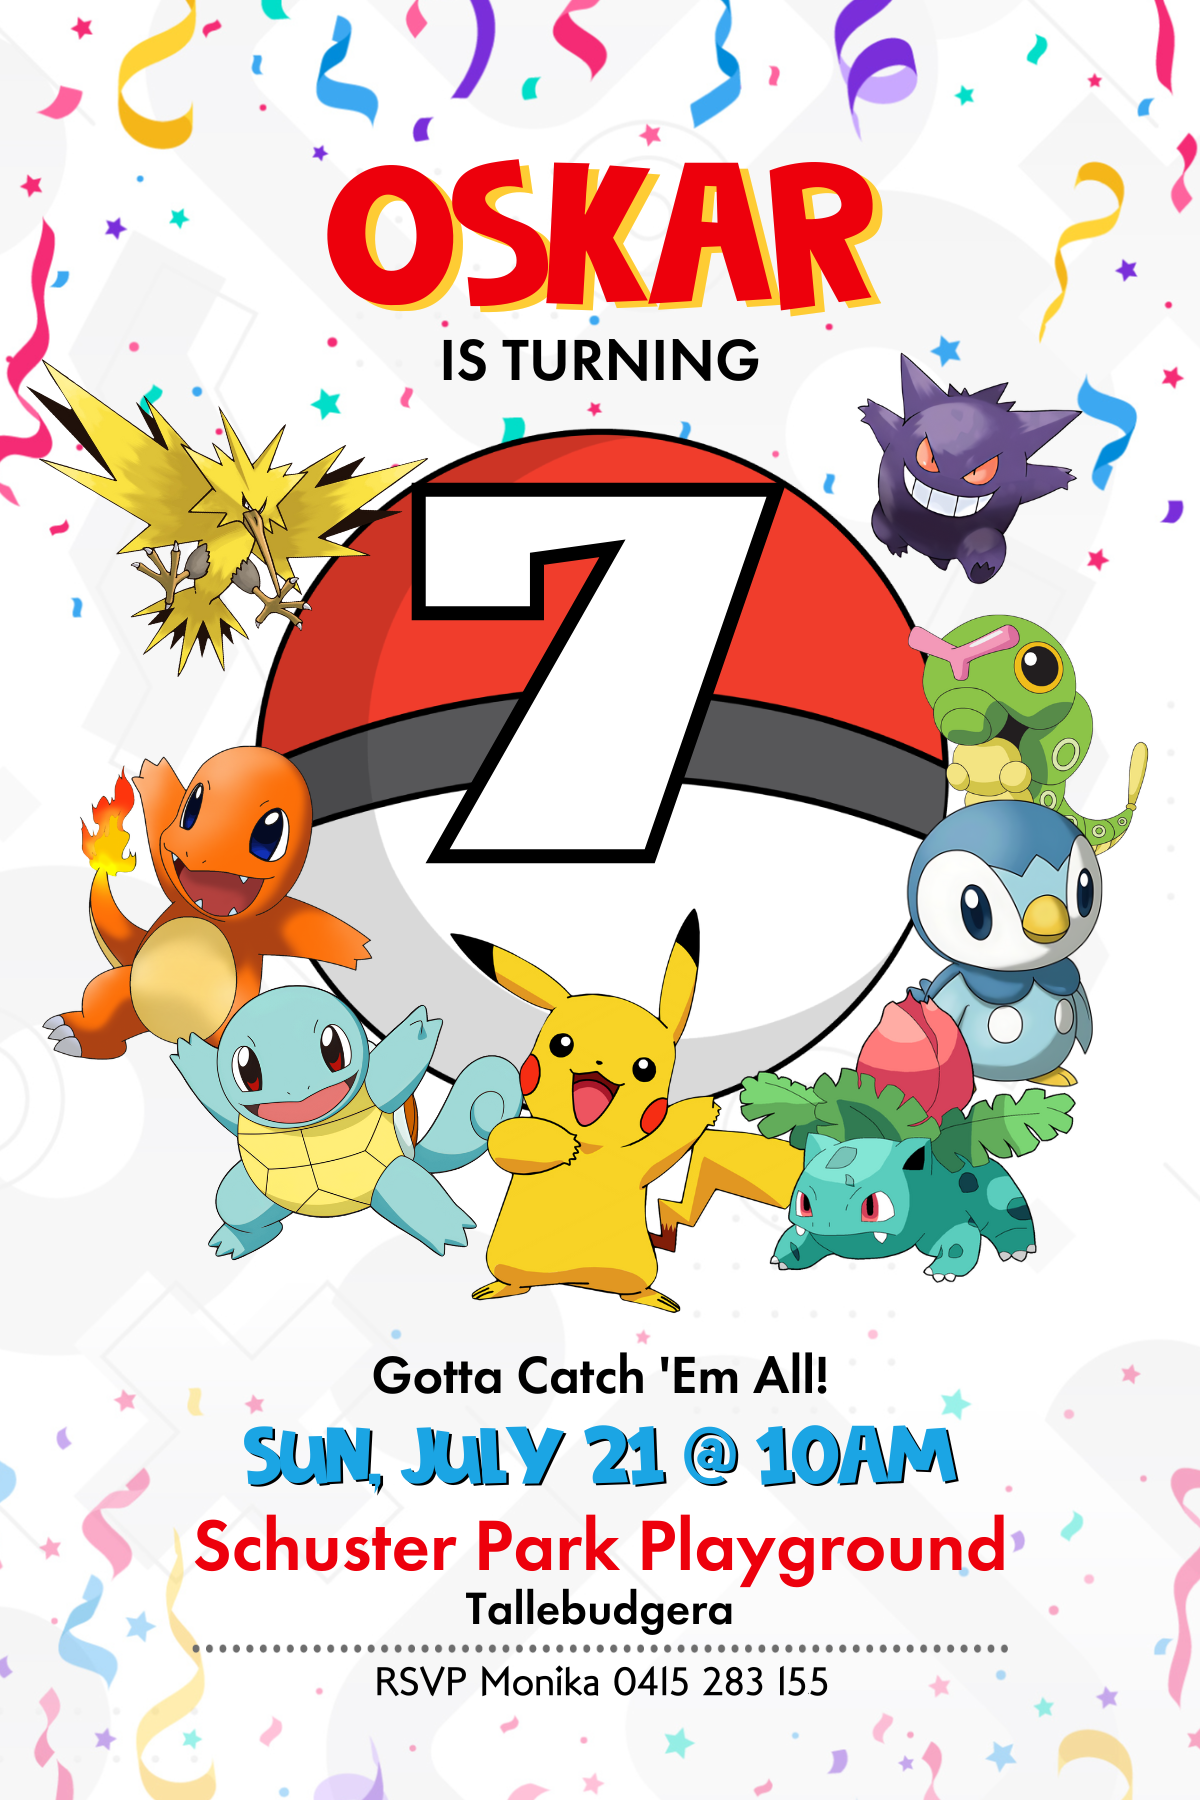 OSKAR
IS TURNING
7
Gotta Catch 'Em All!
SUN, JULY 21 @ 10AM
Schuster Park Playground
Tallebudgera
RSVP Monika 0415 283 155